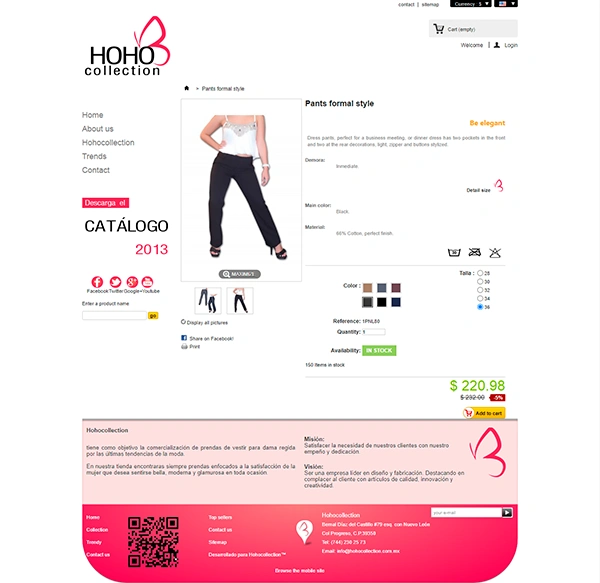 contact | sitemap
Currency : $
Cart (empty)
Welcome | Login
HOHO
collection
> Pants formal style
Home
About us
Hohocollection
Trends
Contact
Descarga el
CATÁLOGO
2013
Facebook Twitter Google+ Youtube
Enter a product name
go
MAXIMIZE
Display all pictures
Share on Facebook!
Print
Pants formal style
Be elegant
Dress pants, perfect for a business meeting, or dinner dress has two pockets in the front
and two at the rear decorations, light, zipper and buttons stylized.
Demora:
Inmediate.
Detail size
Main color:
Black.
Material:
98% Cotton, perfect finish.
Color :
Talla :
28
30
32
34
36
Reference: 1PNL88
Quantity: 1
Availability: IN STOCK
150 items in stock
$ 220.98
$ 232.00 -5%
Add to cart
Hohocollection
tiene como objetivo la comercialización de prendas de vestir para dama regida
por las últimas tendencias de la moda.
En nuestra tienda encontraras siempre prendas enfocados a la satisfacción de la
mujer que desea sentirse bella, moderna y glamurosa en toda ocasión
Misión:
Satisfacer la necesidad de nuestros clientes con nuestro
empeño y dedicación.
Visión:
Ser una empresa líder en diseño y fabricación. Destacando en
complacer al cliente con artículos de calidad, innovación y
creatividad.
Home
Collection
Trendy
Contact us
Top sellers
Contact us
Sitemap
Desarrollado para Hohocollection™
Hohocollection
Bernal Díaz del Castillo #79 esq. con Nuevo León
Col Progreso, C.P.39350
Tel: (744) 250 25 73
Email: info@hohocollection.com.mx
your e-mail
Browse the mobile site